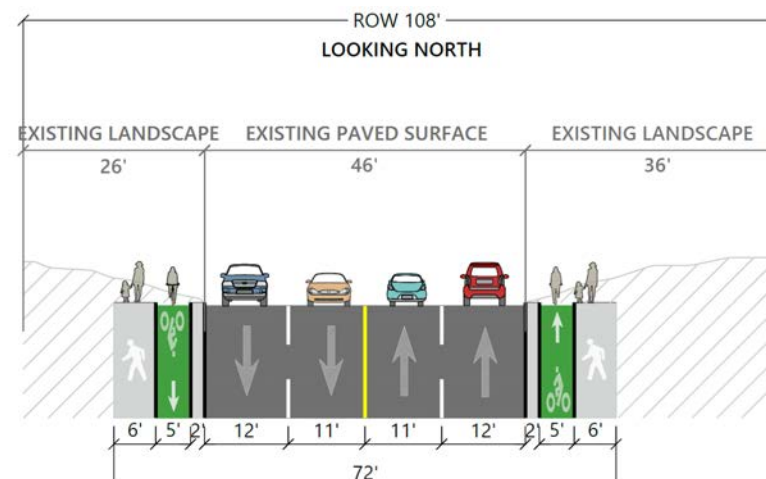 ROW 108'
LOOKING NORTH
EXISTING LANDSCAPE EXISTING PAVED SURFACE EXISTING LANDSCAPE
26' 46' 36'
6' 5' 2' 12' 11' 11' 12' 2' 5' 6'
72'